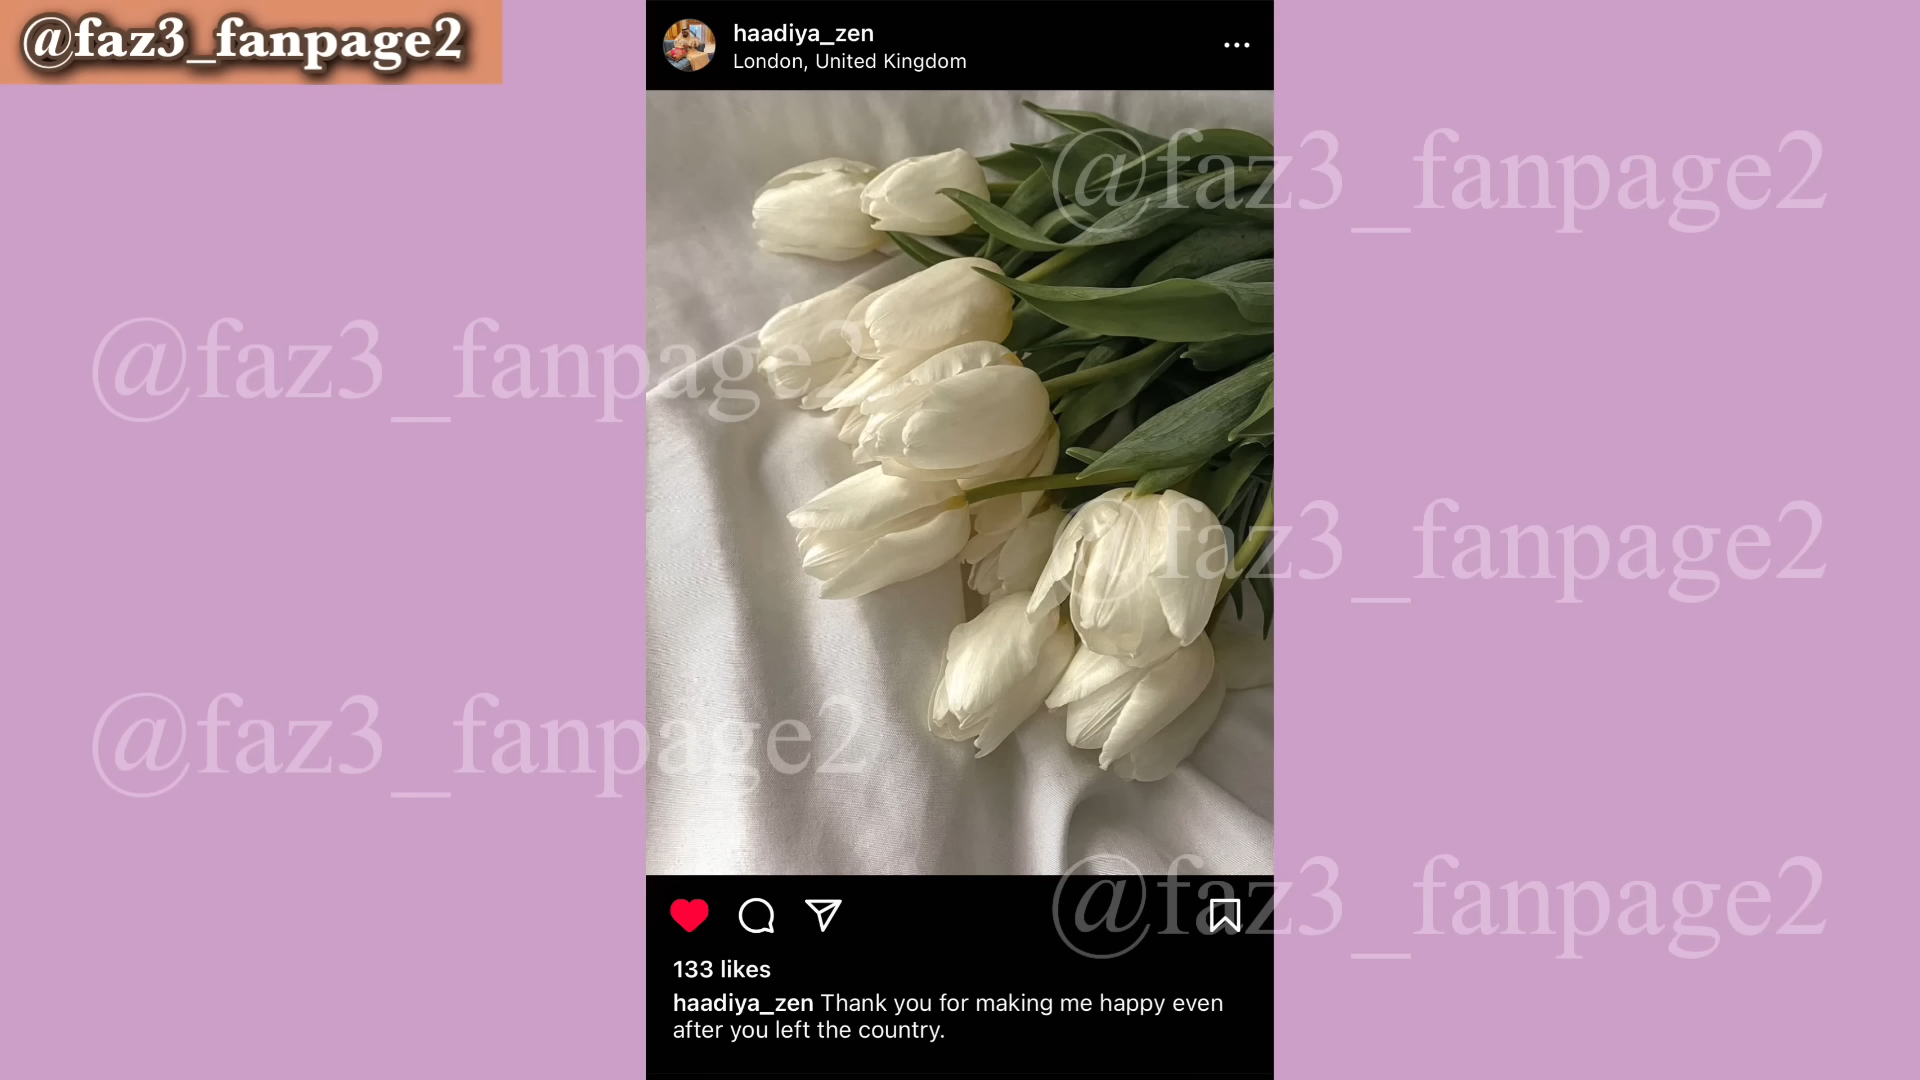 @faz3_fanpage2
haadiya_zen
London, United Kingdom
@faz3_fanpage2
@faz3_fanpage2
@faz3_fanpage2
@faz3_fanpage2
@faz3_fanpage2
133 likes
haadiya_zen Thank you for making me happy even
after you left the country.